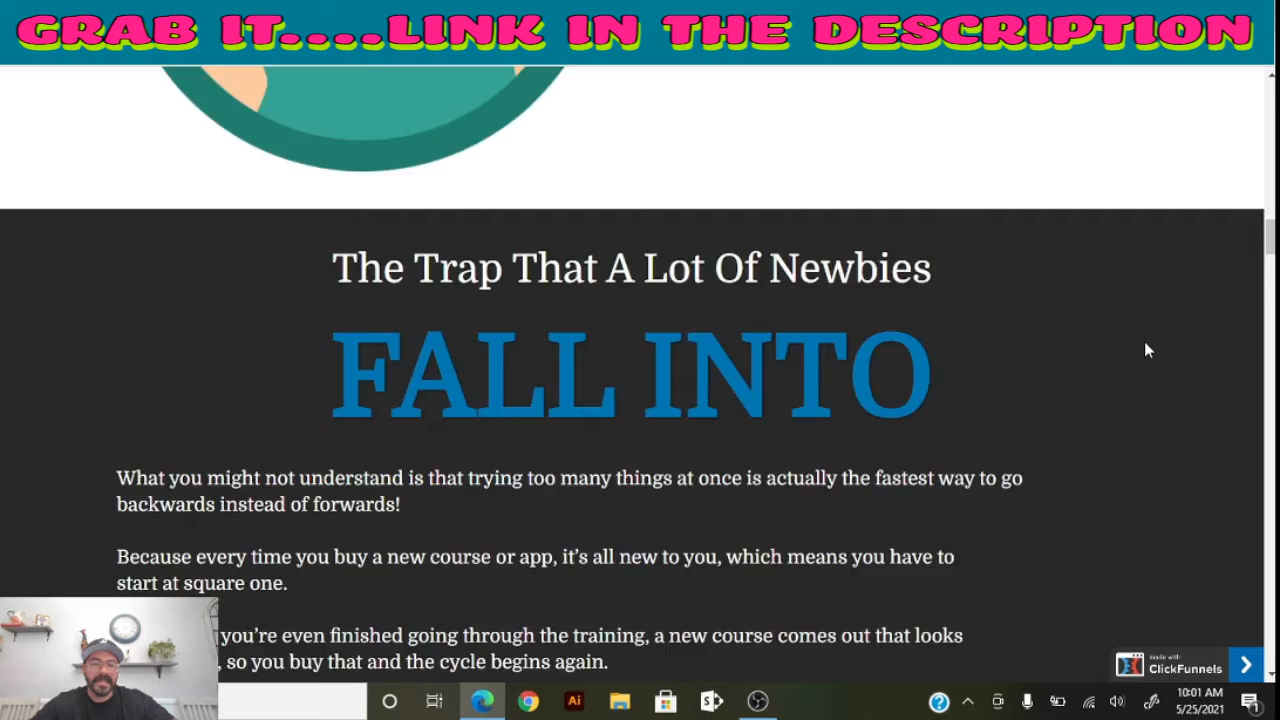 GRAB IT....LINK IN THE DESCRIPTION
The Trap That A Lot Of Newbies
FALL INTO
What you might not understand is that trying too many things at once is actually the fastest way to go
backwards instead of forwards!
Because every time you buy a new course or app, it's all new to you, which means you have to
start at square one.
you're even finished going through the training, a new course comes out that looks
, so you buy that and the cycle begins again.
made with
ClickFunnels
Ai
10:01 AM
5/25/2021